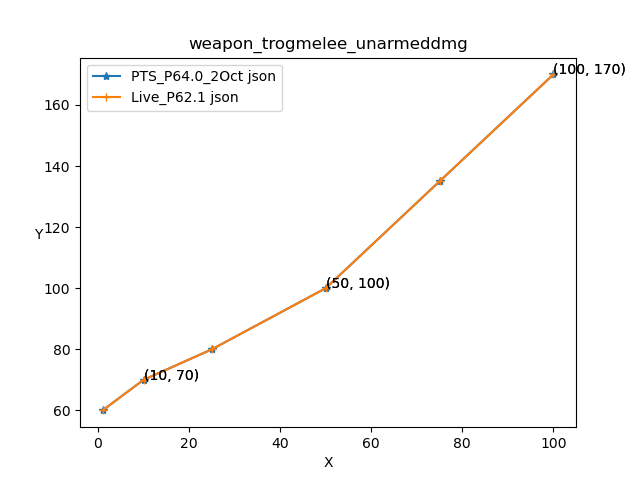 weapon_trogmelee_unarmeddmg
PTS_P64.0_2Oct json
Live_P62.1 json
(100, 170)
(50, 100)
(10, 70)
160
140
120
100
80
60
Y
0 20 40 60 80 100
X